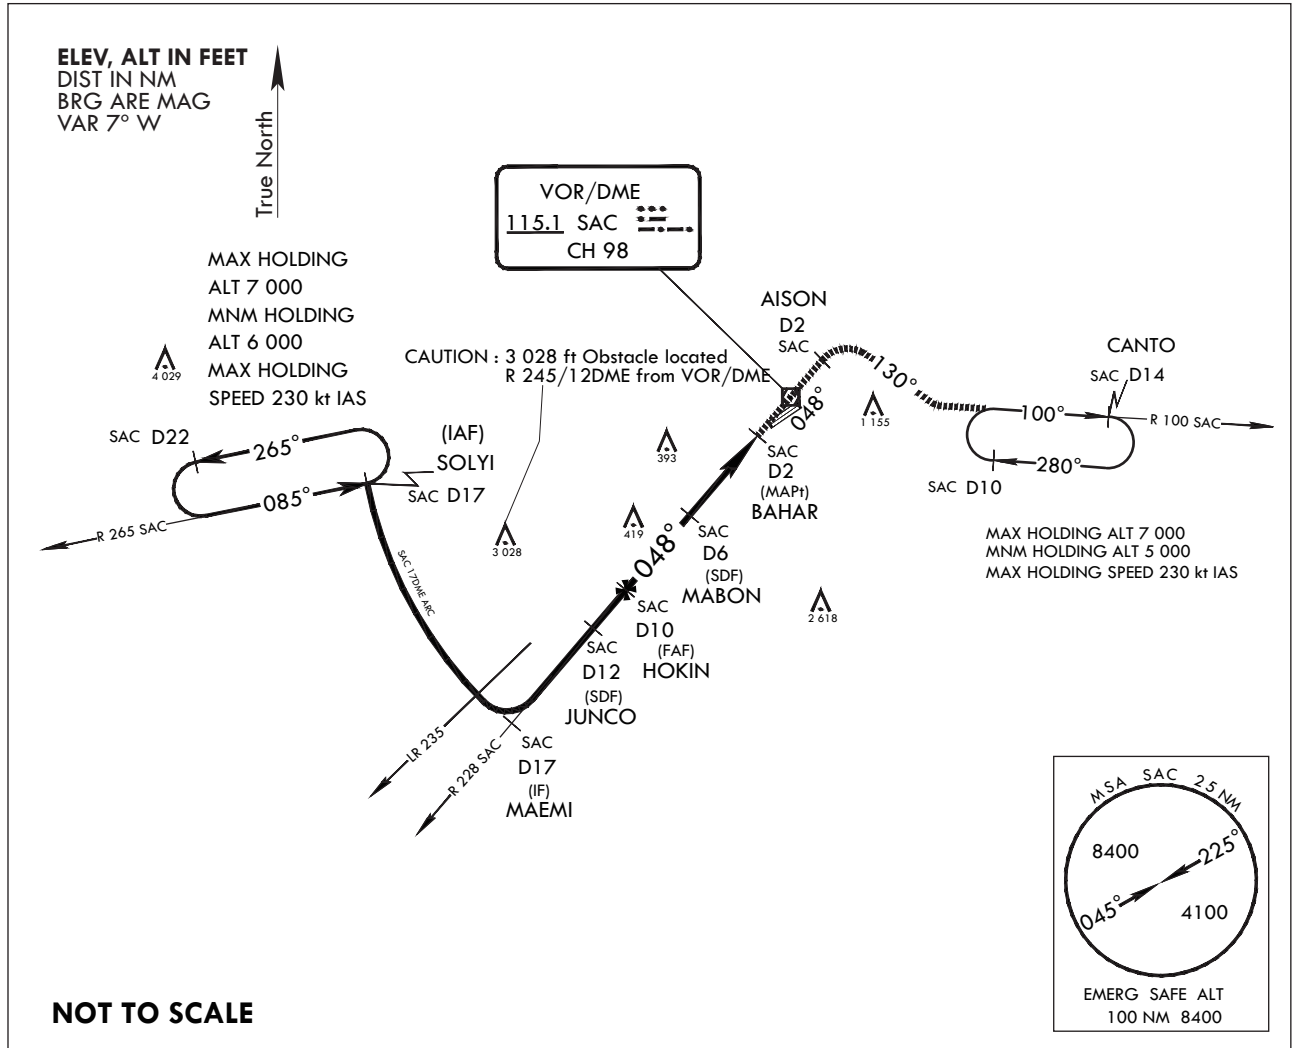 ELEV, ALT IN FEET
DIST IN NM
BRG ARE MAG
VAR 7° W
True North
VOR/DME
115.1 SAC
CH 98
MAX HOLDING
ALT 7 000
MNM HOLDING
ALT 6 000
MAX HOLDING
SPEED 230 kt IAS
4 029
CAUTION : 3 028 ft Obstacle located
R 245/12DME from VOR/DME
AISON
D2
SAC
130°
CANTO
SAC D14
100°
R 100 SAC
280°
SAC D10
1 155
048°
SAC D22
265°
085°
R 265 SAC
(IAF)
SOLYI
SAC D17
393
SAC
D2
(MAPt)
BAHAR
MAX HOLDING ALT 7 000
MNM HOLDING ALT 5 000
MAX HOLDING SPEED 230 kt IAS
3 028
419
048°
SAC
D6
(SDF)
MABON
2 618
SAC 17DME ARC
SAC
D10
(FAF)
HOKIN
SAC
D12
(SDF)
JUNCO
LR 235
R 228 SAC
SAC
D17
(IF)
MAEMI
MSA SAC 25 NM
8400
225°
045°
4100
EMERG SAFE ALT
100 NM 8400
NOT TO SCALE